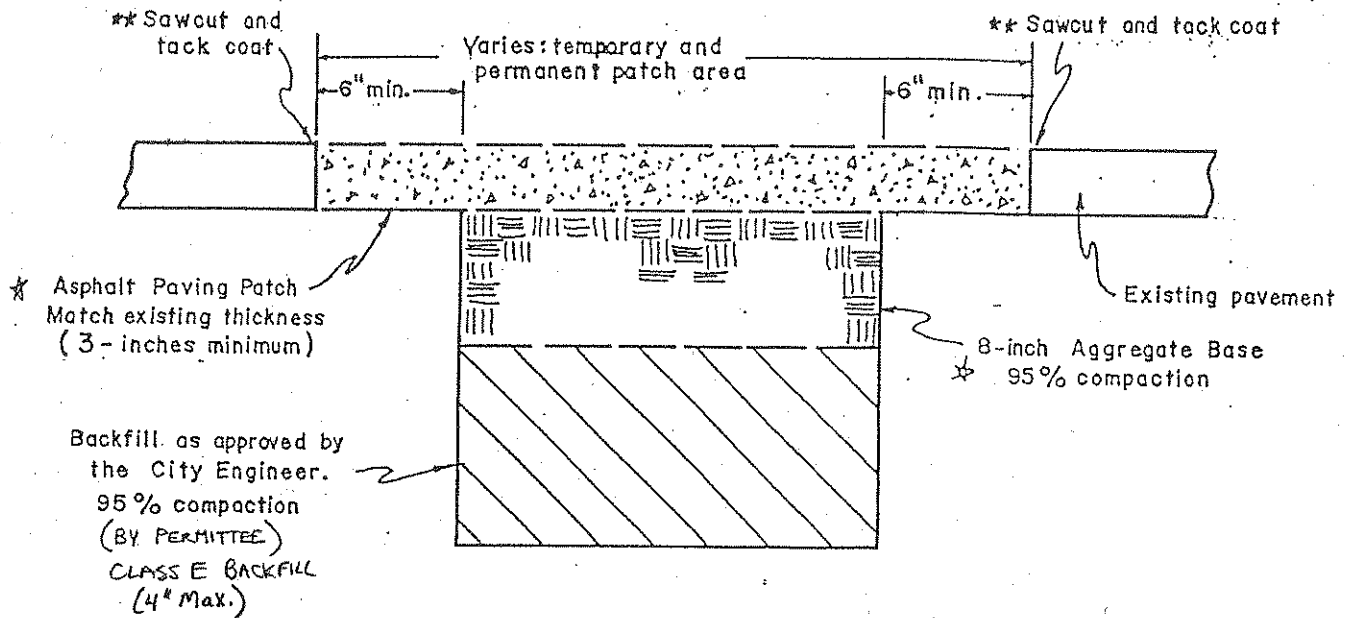 ** Sawcut and
tack coat
Varies: temporary and
permanent patch area
** Sawcut and tack coat
6" min.
6" min.
* Asphalt Paving Patch
Match existing thickness
(3-inches minimum)
Existing pavement
8-inch Aggregate Base
* 95% compaction
Backfill as approved by
the City Engineer.
95% compaction
(BY PERMITTEE)
CLASS E BACKFILL
(4" MAX.)